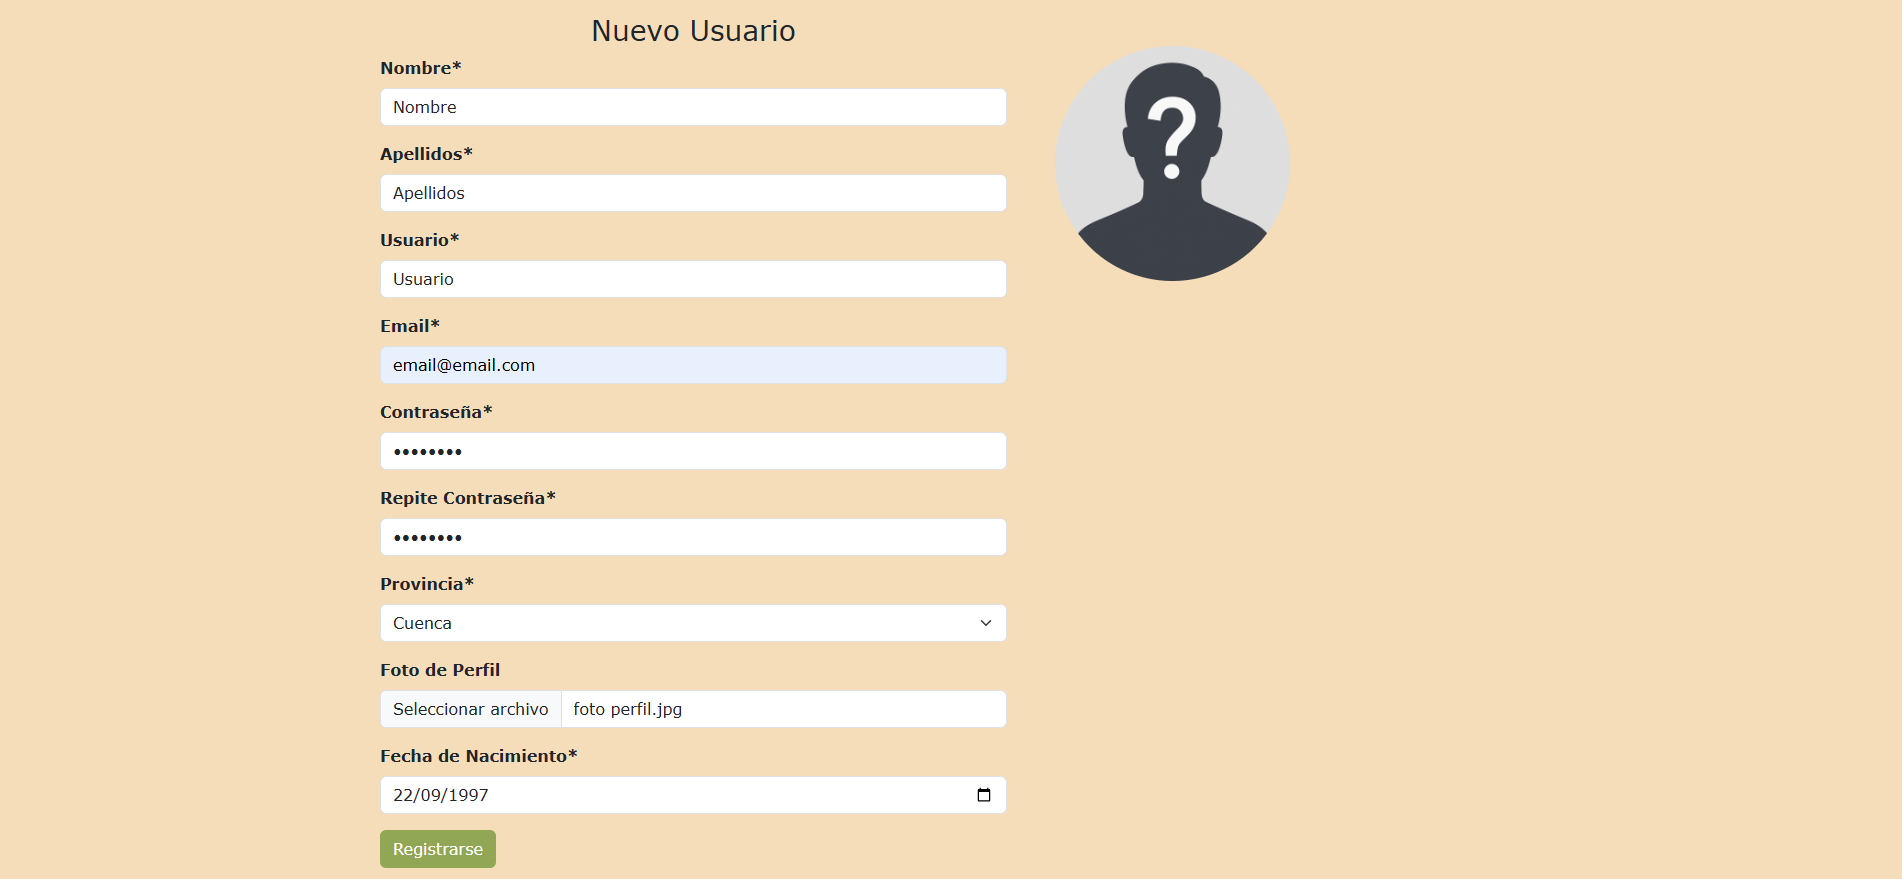 Nuevo Usuario
Nombre*
Nombre
Apellidos*
Apellidos
Usuario*
Usuario
Email*
email@email.com
Contraseña*
••••••••
Repite Contraseña*
••••••••
Provincia*
Cuenca
Foto de Perfil
Seleccionar archivo foto perfil.jpg
Fecha de Nacimiento*
22/09/1997
Registrarse
?